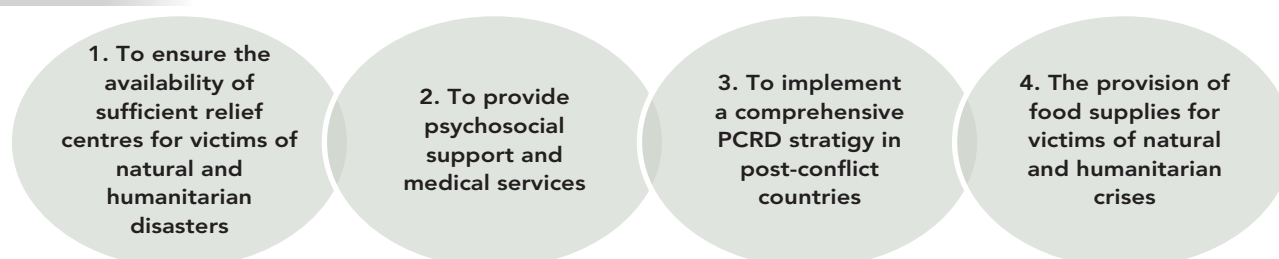 1. To ensure the
availability of
sufficient relief
centres for victims of
natural and
humanitarian
disasters
2. To provide
psychosocial
support and
medical services
3. To implement
a comprehensive
PCRD stratigy in
post-conflict
countries
4. The provision of
food supplies for
victims of natural
and humanitarian
crises